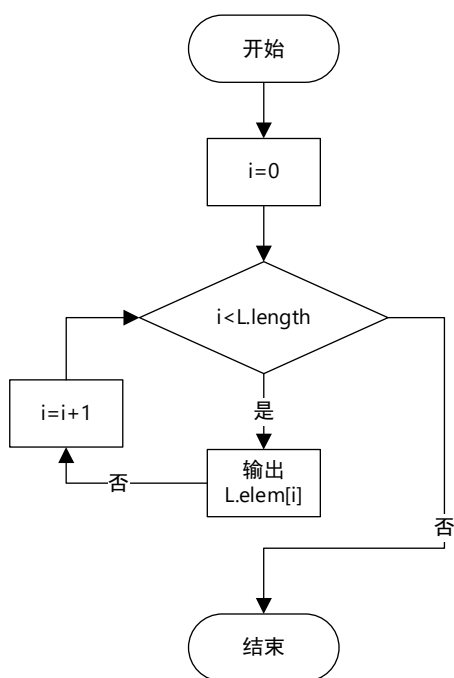 开始
i=0
i<L.length
是
i=i+1
输出
L.elem[i]
否
否
结束